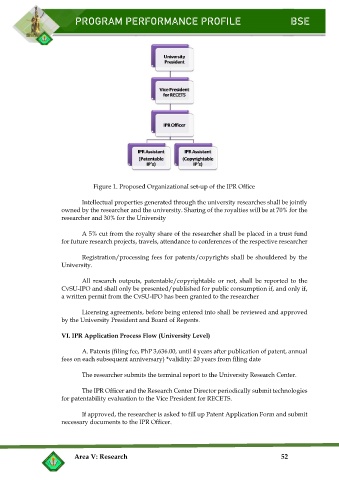 PROGRAM PERFORMANCE PROFILE BSE
University
President
Vice President
for RECETS
IPR Officer
IPR Assistant
(Patentable
IP's)
IPR Assistant
(Copyrightable
IP's)
Figure 1. Proposed Organizational set-up of the IPR Office
Intellectual properties generated through the university researches shall be jointly
owned by the researcher and the university. Sharing of the royalties will be at 70% for the
researcher and 30% for the University
A 5% cut from the royalty share of the researcher shall be placed in a trust fund
for future research projects, travels, attendance to conferences of the respective researcher
Registration/processing fees for patents/copyrights shall be shouldered by the
University.
All research outputs, patentable/copyrightable or not, shall be reported to the
CvSU-IPO and shall only be presented/published for public consumption if, and only if,
a written permit from the CvSU-IPO has been granted to the researcher
Licensing agreements, before being entered into shall be reviewed and approved
by the University President and Board of Regents.
VI. IPR Application Process Flow (University Level)
A. Patents (filing fee, PhP 3,636.00, until 4 years after publication of patent, annual
fees on each subsequent anniversary) *validity: 20 years from filing date
The researcher submits the terminal report to the University Research Center.
The IPR Officer and the Research Center Director periodically submit technologies
for patentability evaluation to the Vice President for RECETS.
If approved, the researcher is asked to fill up Patent Application Form and submit
necessary documents to the IPR Officer.
Area V: Research 52